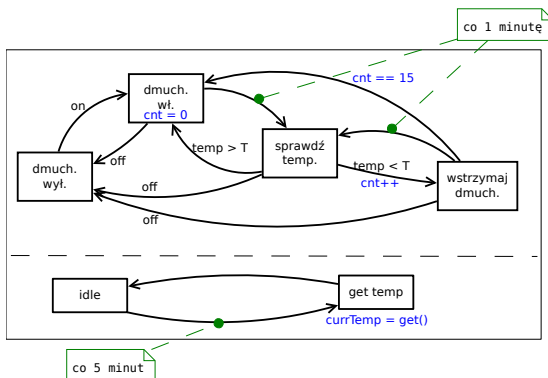 co 1 minutę
cnt == 15
dmuch.
wł.
cnt = 0
on
off
temp > T
sprawdź
temp.
temp < T
cnt++
dmuch.
wył.
off
off
wstrzymaj
dmuch.
idle
get temp
currTemp = get()
co 5 minut